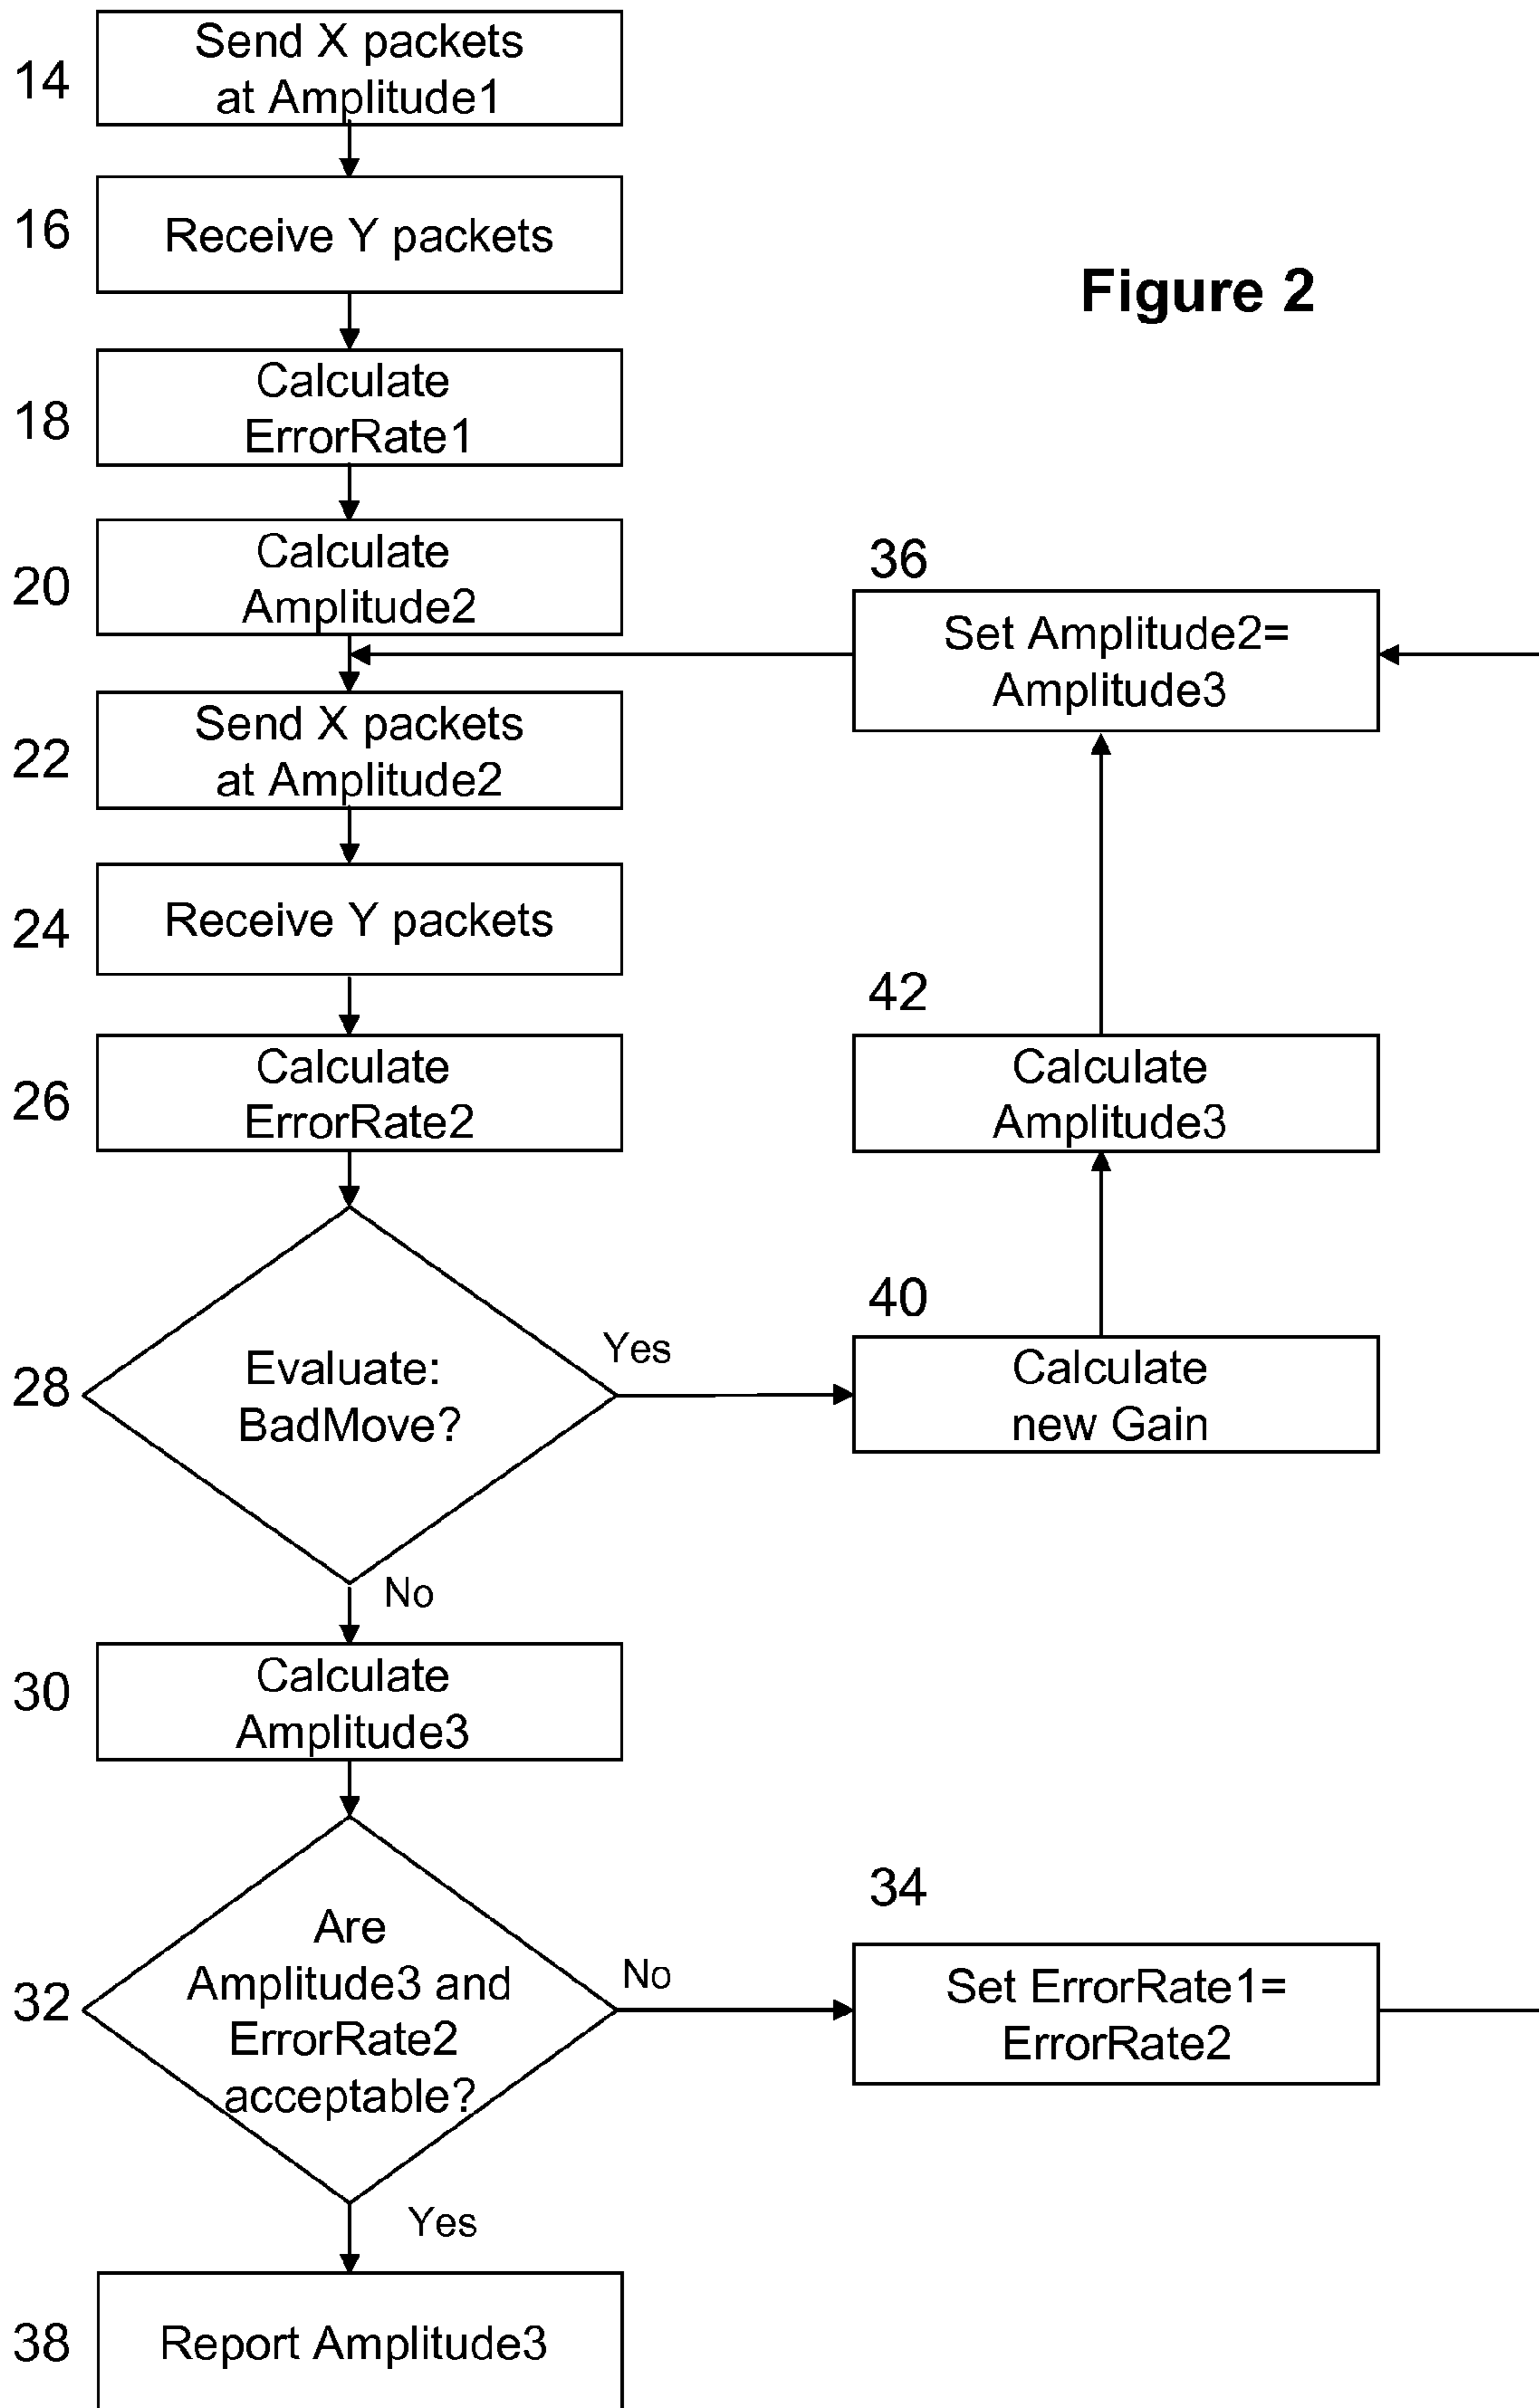 14
Send X packets
at Amplitude1
16
Receive Y packets
Figure 2
18
Calculate
ErrorRate1
20
Calculate
Amplitude2
36
Set Amplitude2=
Amplitude3
22
Send X packets
at Amplitude2
24
Receive Y packets
42
Calculate
Amplitude3
26
Calculate
ErrorRate2
40
Calculate
new Gain
28
Evaluate:
BadMove?
Yes
No
30
Calculate
Amplitude3
34
Set ErrorRate1=
ErrorRate2
32
Are
Amplitude3 and
ErrorRate2
acceptable?
No
Yes
38
Report Amplitude3